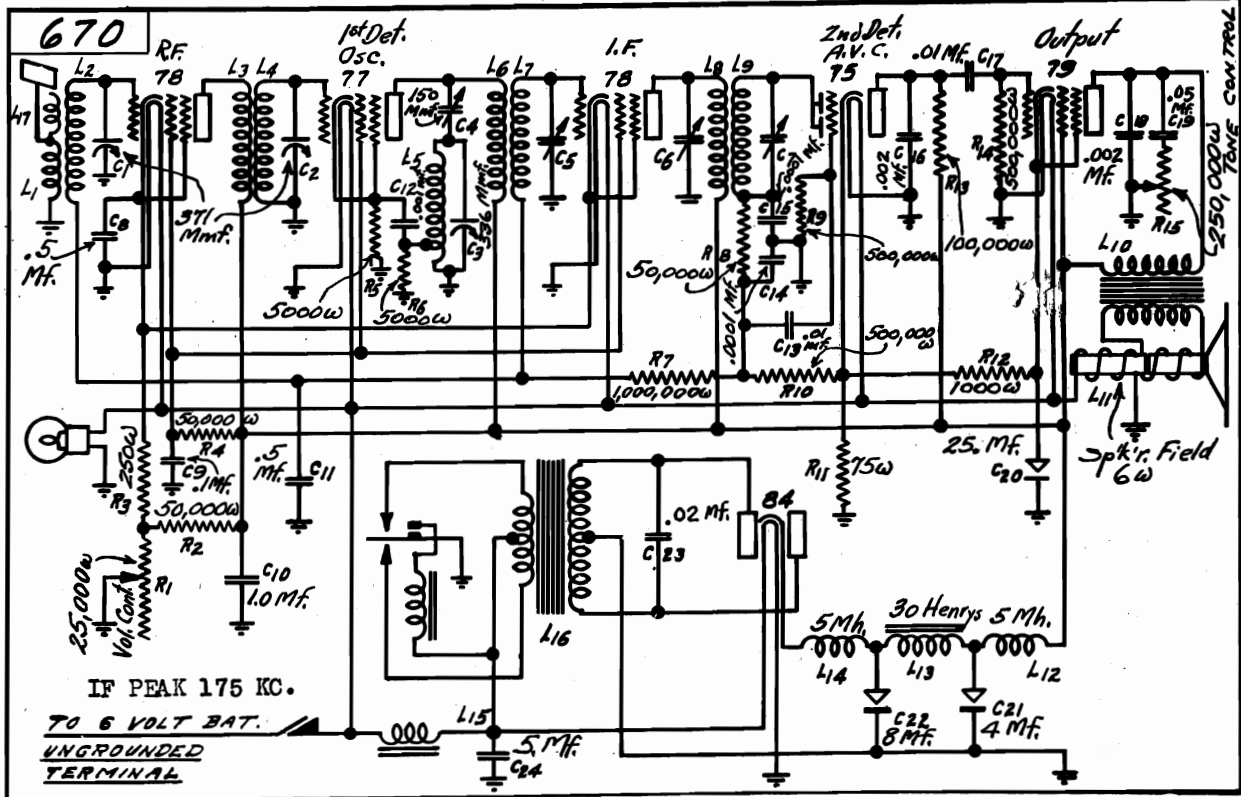 670
R.F.
78
1st Det.
Osc.
77
I.F.
78
2nd Det.
A.V.C.
75
Output
79
TONE CONTROL
L17
L1
L2
L3
L4
L5
L6
L7
L8
L9
.01 Mf.
C17
C1
C2
150
Mmf.
C4
C5
C6
.0001 Mf.
C15
.002
Mf.
C16
R13
R14
500,000ω
C18
.002
Mf.
.05
Mf.
C19
R15
250,000ω
C8
.5
Mf.
371
Mmf.
C12
C3
336 Mmf.
R5
5000ω
R6
5000ω
50,000ω
R8
.0001 Mf.
C14
R9
500,000ω
100,000ω
L10
C13
.01
Mf.
500,000
ω
R7
1,000,000ω
R10
R12
1000ω
L11
Sp'k'r. Field
6ω
50,000ω
R4
250ω
R3
C9
.1Mf.
50,000ω
R2
.5
Mf.
C11
R11
75ω
25. Mf.
C20
25,000ω
Vol. Cont.
R1
C10
1.0 Mf.
L16
.02 Mf.
C23
84
5 Mh.
L14
30 Henrys
L13
5 Mh.
L12
C22
8 Mf.
C21
4 Mf.
IF PEAK 175 KC.
TO 6 VOLT BAT.
UNGROUNDED
TERMINAL
L15
.5 Mf.
C24